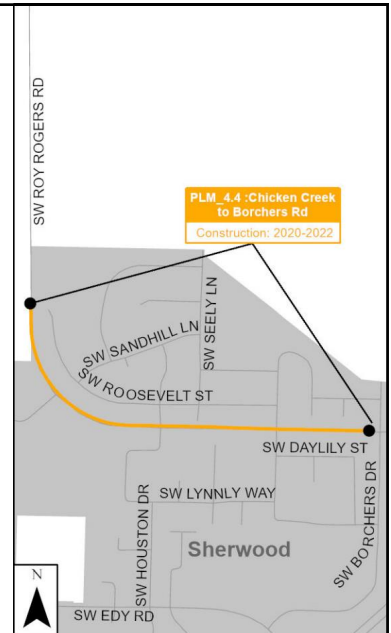 SW ROY ROGERS RD
PLM_4.4 :Chicken Creek
to Borchers Rd
Construction: 2020-2022
SW SEELY LN
SW SANDHILL LN
SW ROOSEVELT ST
SW DAYLILY ST
SW LYNNLY WAY
SW HOUSTON DR
SW BORCHERS DR
Sherwood
N
SW EDY RD